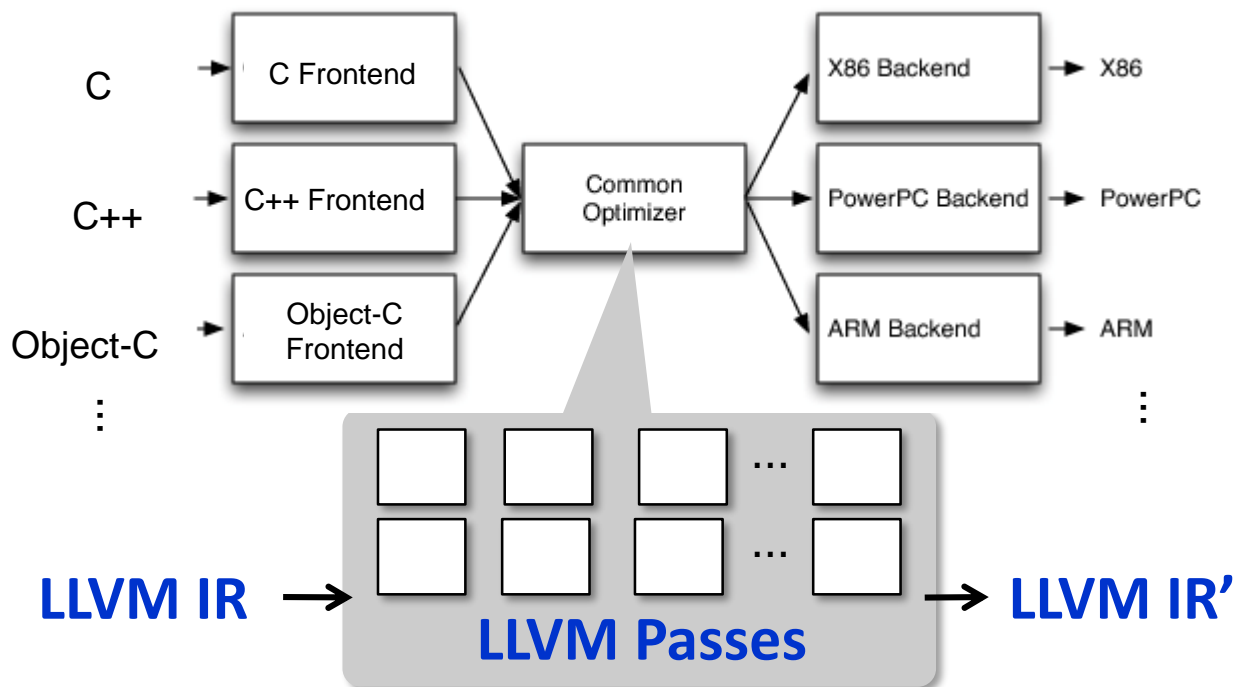 C
C Frontend
X86 Backend
X86
C++
C++ Frontend
Common
Optimizer
PowerPC Backend
PowerPC
Object-C
Object-C
Frontend
ARM Backend
ARM
⋮
⋮
...
...
LLVM IR
LLVM Passes
LLVM IR’